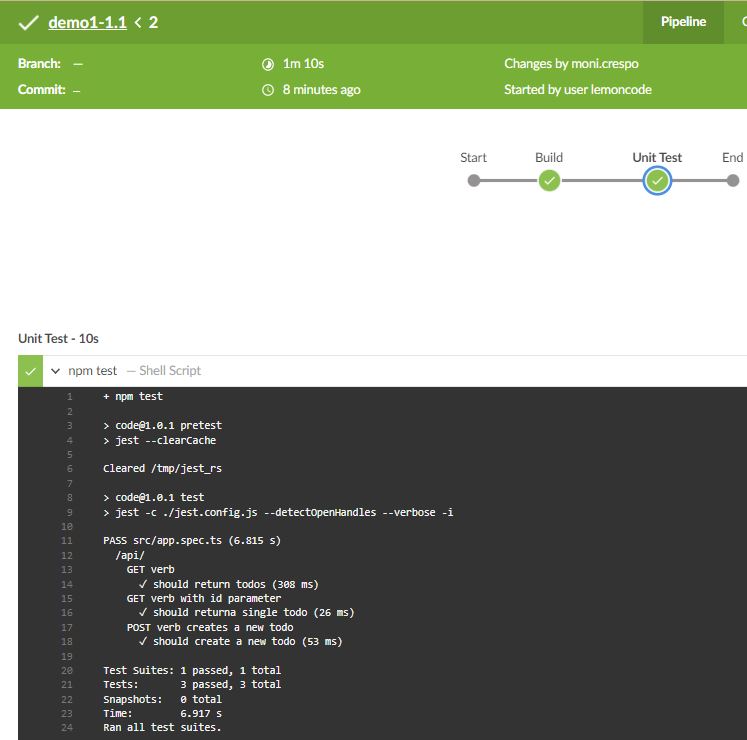 demo1-1.1 < 2
Pipeline
Branch: —
1m 10s
Changes by moni.crespo
Commit: –
8 minutes ago
Started by user lemoncode
Start
Build
Unit Test
End
Unit Test - 10s
npm test — Shell Script
1 + npm test
2
3 > code@1.0.1 pretest
4 > jest --clearCache
5
6 Cleared /tmp/jest_rs
7
8 > code@1.0.1 test
9 > jest -c ./jest.config.js --detectOpenHandles --verbose -i
10
11 PASS src/app.spec.ts (6.815 s)
12 /api/
13 GET verb
14 ✓ should return todos (308 ms)
15 GET verb with id parameter
16 ✓ should returna single todo (26 ms)
17 POST verb creates a new todo
18 ✓ should create a new todo (53 ms)
19
20 Test Suites: 1 passed, 1 total
21 Tests: 3 passed, 3 total
22 Snapshots: 0 total
23 Time: 6.917 s
24 Ran all test suites.